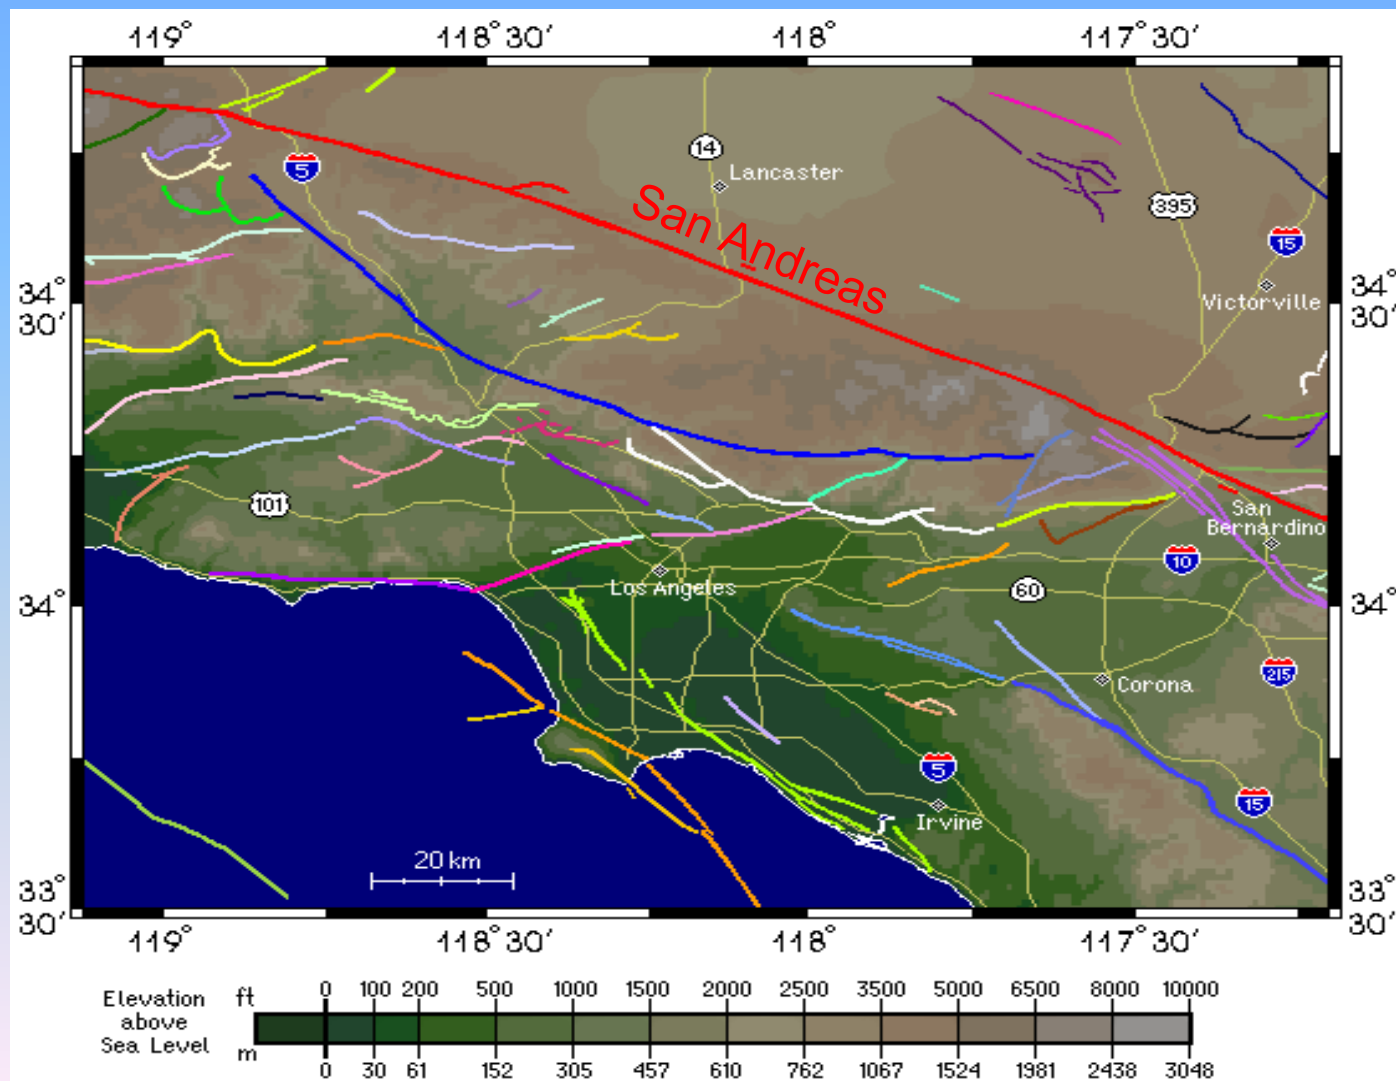 119° 118°30′ 118° 117°30′
5
14
Lancaster
San Andreas
395
15
34°
30′
34°
30′
Victorville
101
San
Bernardino
10
Los Angeles
60
34°
34°
215
Corona
5
15
Irvine
20 km
33°
30′
33°
30′
119° 118°30′ 118° 117°30′
Elevation
above
Sea Level
ft 0 100 200 500 1000 1500 2000 2500 3500 5000 6500 8000 10000
m 0 30 61 152 305 457 610 762 1067 1524 1981 2438 3048